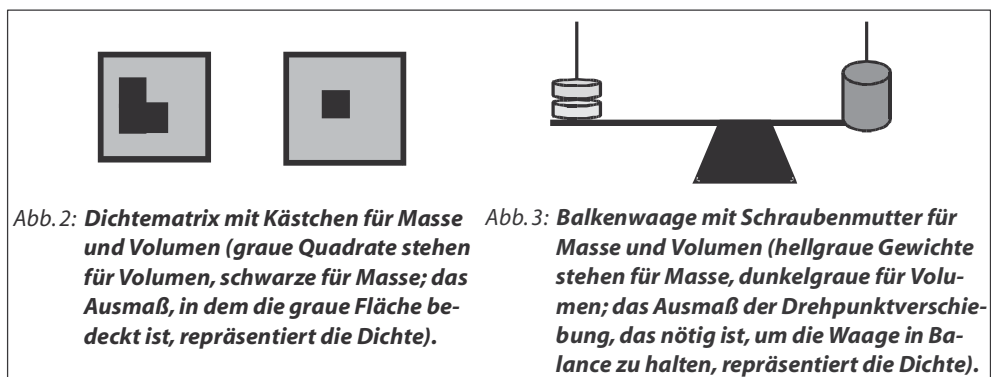 Abb. 2: Dichtematrix mit Kästchen für Masse
und Volumen (graue Quadrate stehen
für Volumen, schwarze für Masse; das
Ausmaß, in dem die graue Fläche be-
deckt ist, repräsentiert die Dichte).
Abb. 3: Balkenwaage mit Schraubenmutter für
Masse und Volumen (hellgraue Gewichte
stehen für Masse, dunkelgraue für Volu-
men; das Ausmaß der Drehpunktverschie-
bung, das nötig ist, um die Waage in Ba-
lance zu halten, repräsentiert die Dichte).